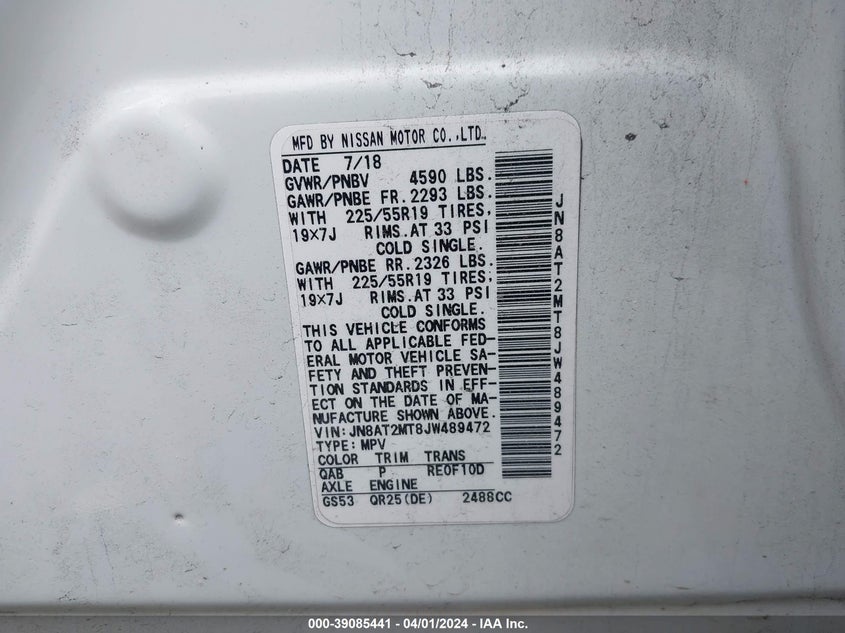 MFD BY NISSAN MOTOR CO.,LTD.
DATE 7/18
GVWR/PNBV 4590 LBS.
GAWR/PNBE FR. 2293 LBS.
WITH 225/55R19 TIRES,
19×7J RIMS.AT 33 PSI
COLD SINGLE.
GAWR/PNBE RR. 2326 LBS.
WITH 225/55R19 TIRES,
19×7J RIMS.AT 33 PSI
COLD SINGLE.
THIS VEHICLE CONFORMS
TO ALL APPLICABLE FED-
ERAL MOTOR VEHICLE SA-
FETY AND THEFT PREVEN-
TION STANDARDS IN EFF-
ECT ON THE DATE OF MA-
NUFACTURE SHOWN ABOVE.
VIN:JN8AT2MT8JW489472
TYPE:MPV
COLOR TRIM TRANS
QAB P RE0F10D
AXLE ENGINE
GS53 QR25(DE) 2488CC
JN8AT2MT8JW489472
000-39085441 - 04/01/2024 - IAA Inc.